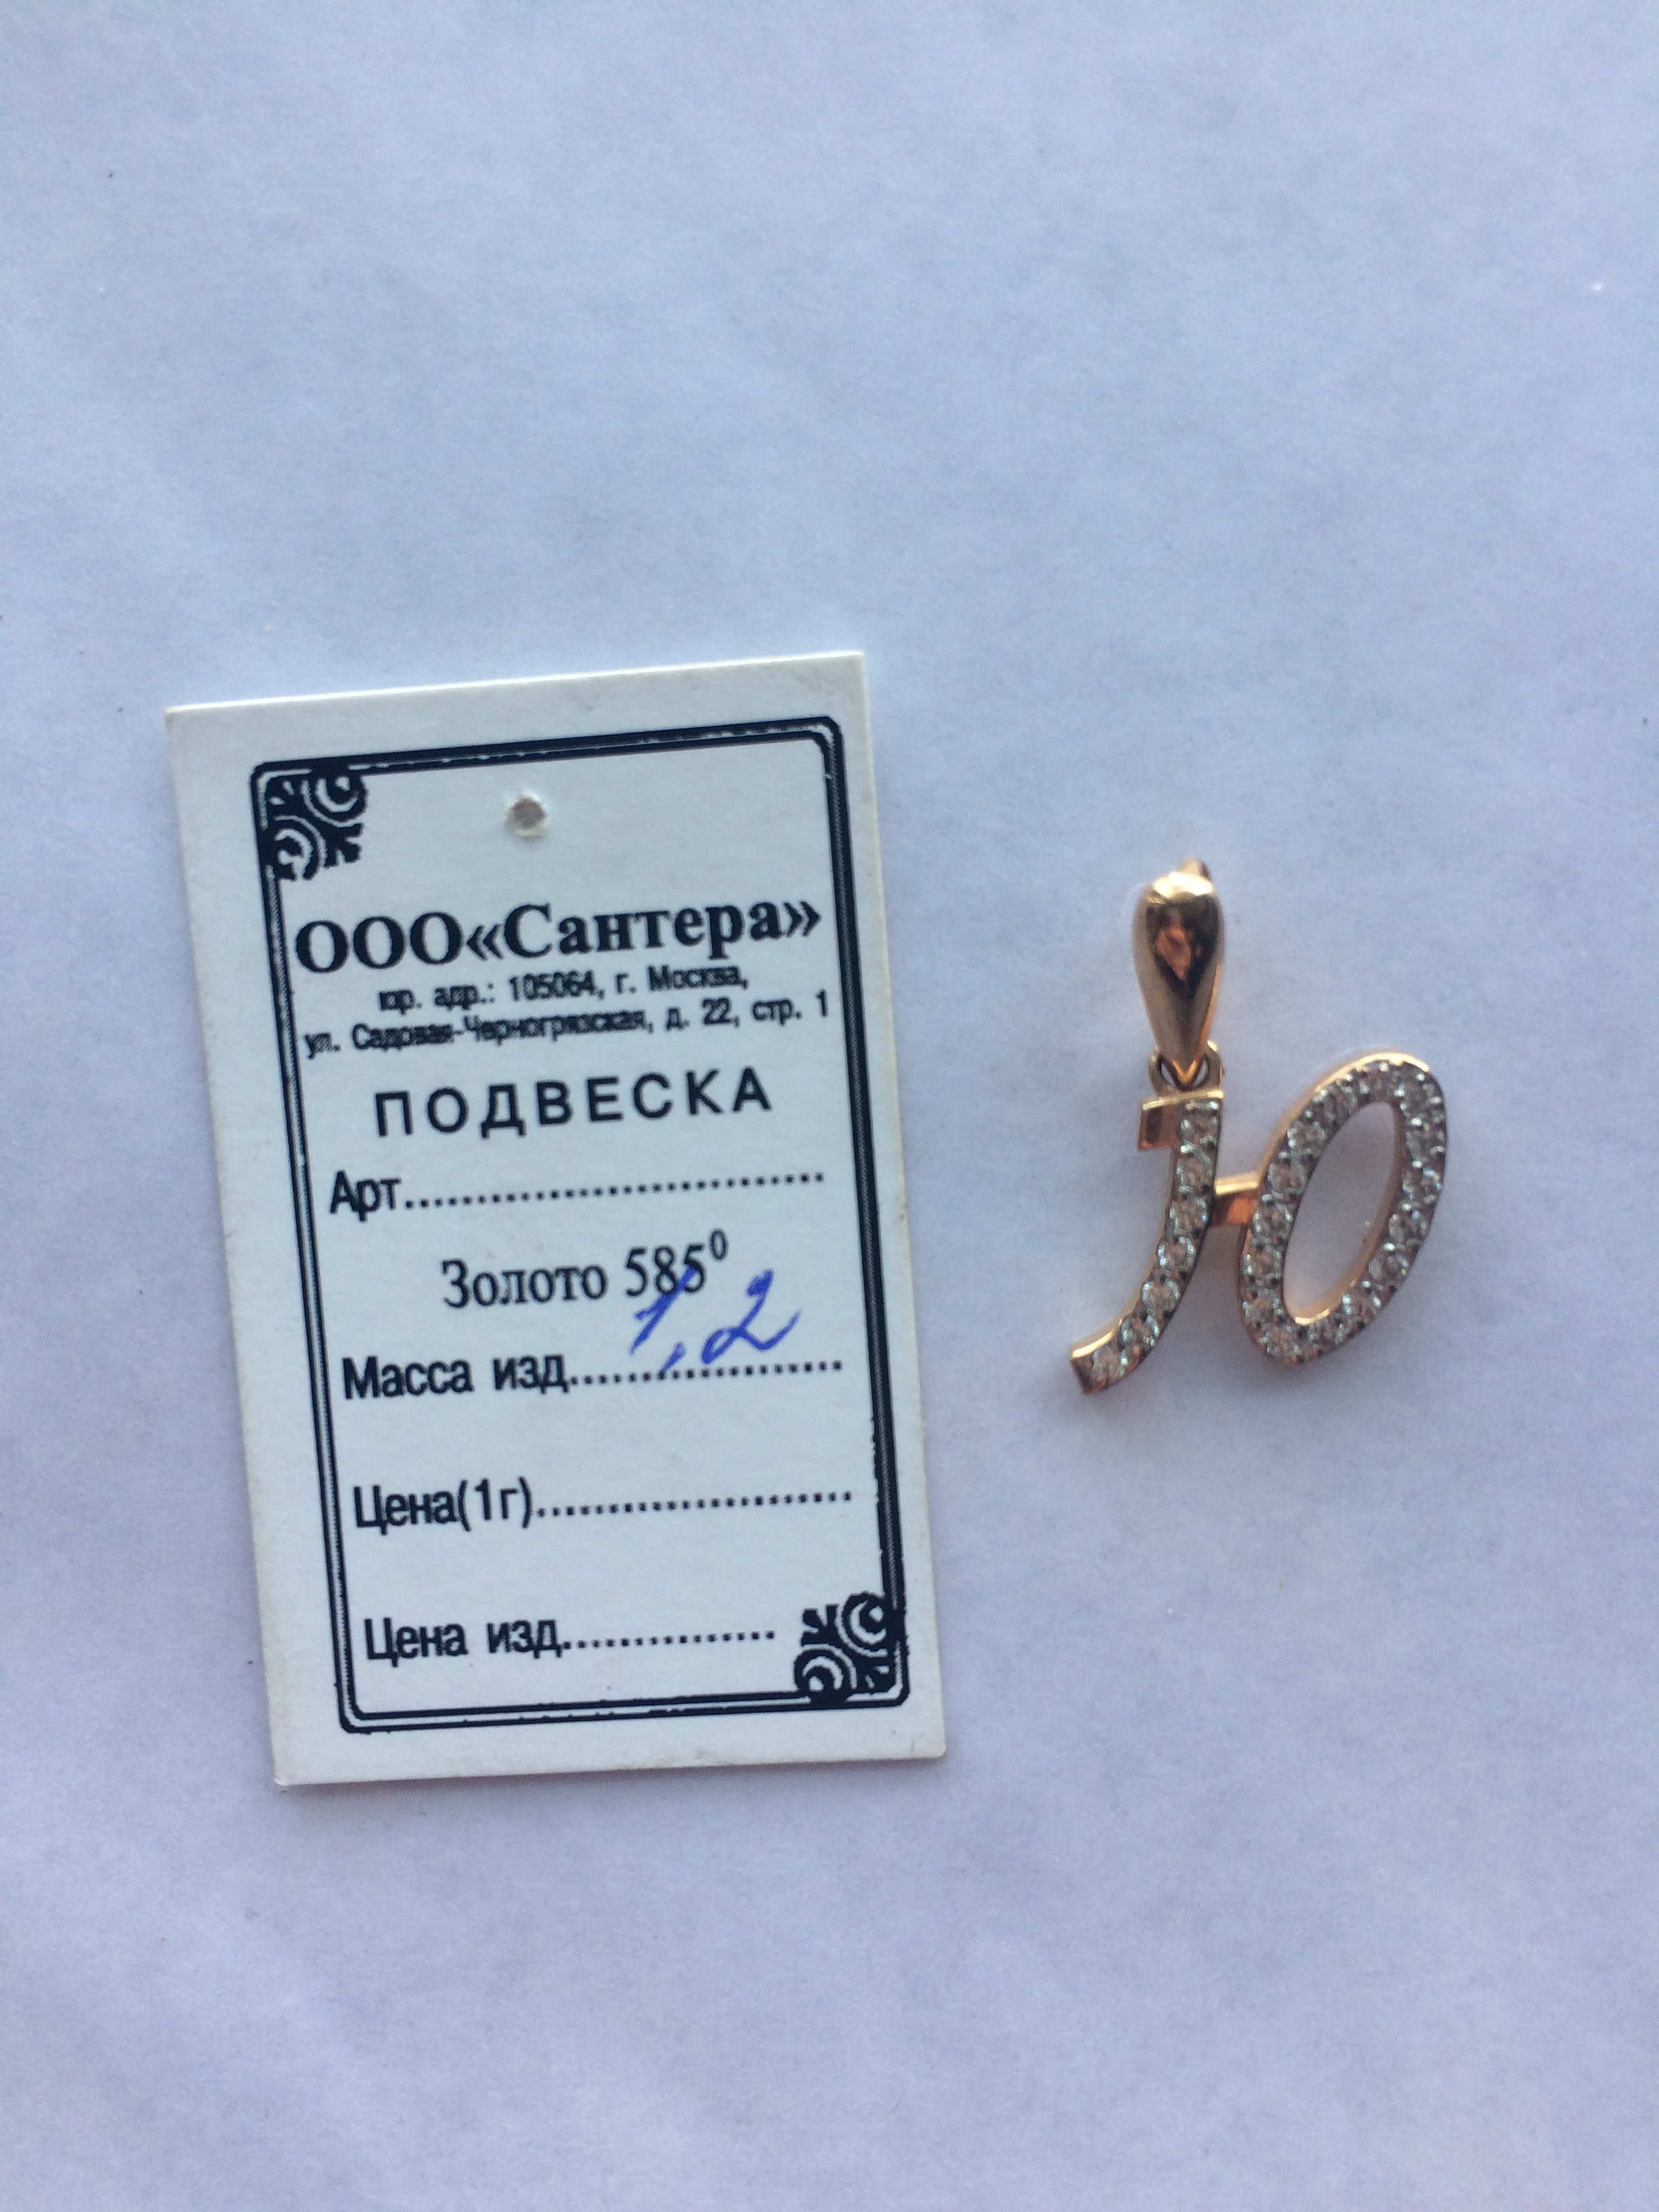 ООО«Сантера»
юр. адр.: 105064, г. Москва,
ул. Садовая-Черногрязская, д. 22, стр. 1
ПОДВЕСКА
Арт..............................
Золото 585⁰
Масса изд....1,2...............
Цена(1г)......................
Цена изд...............
Ю